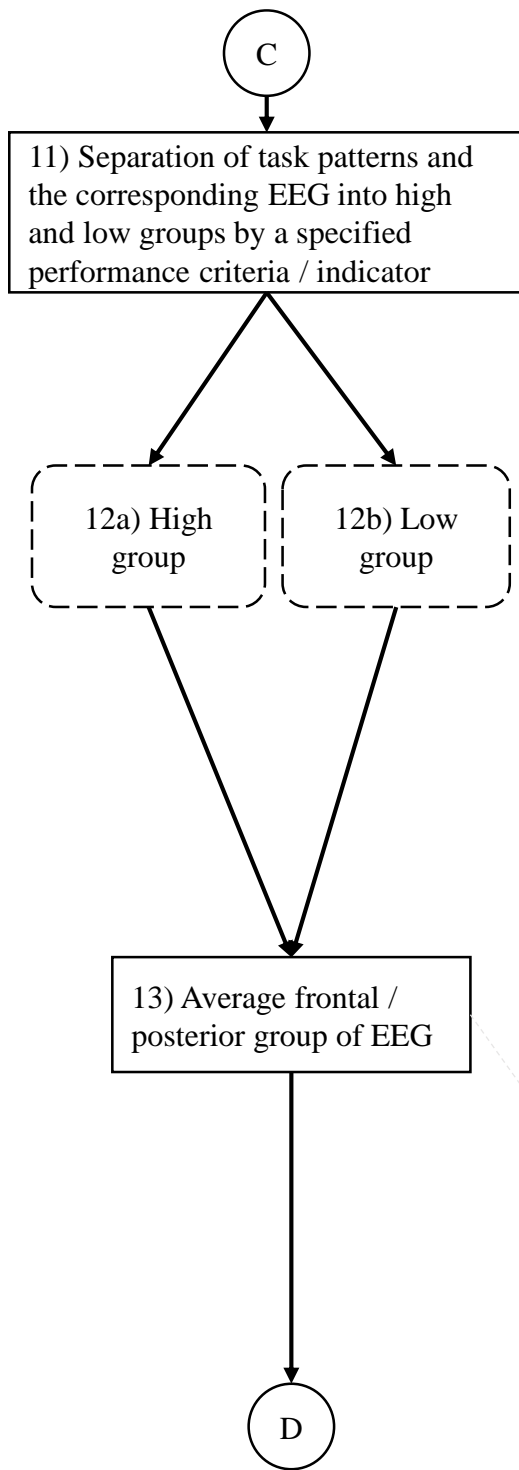 C
11) Separation of task patterns and
the corresponding EEG into high
and low groups by a specified
performance criteria / indicator
12a) High
group
12b) Low
group
13) Average frontal /
posterior group of EEG
D